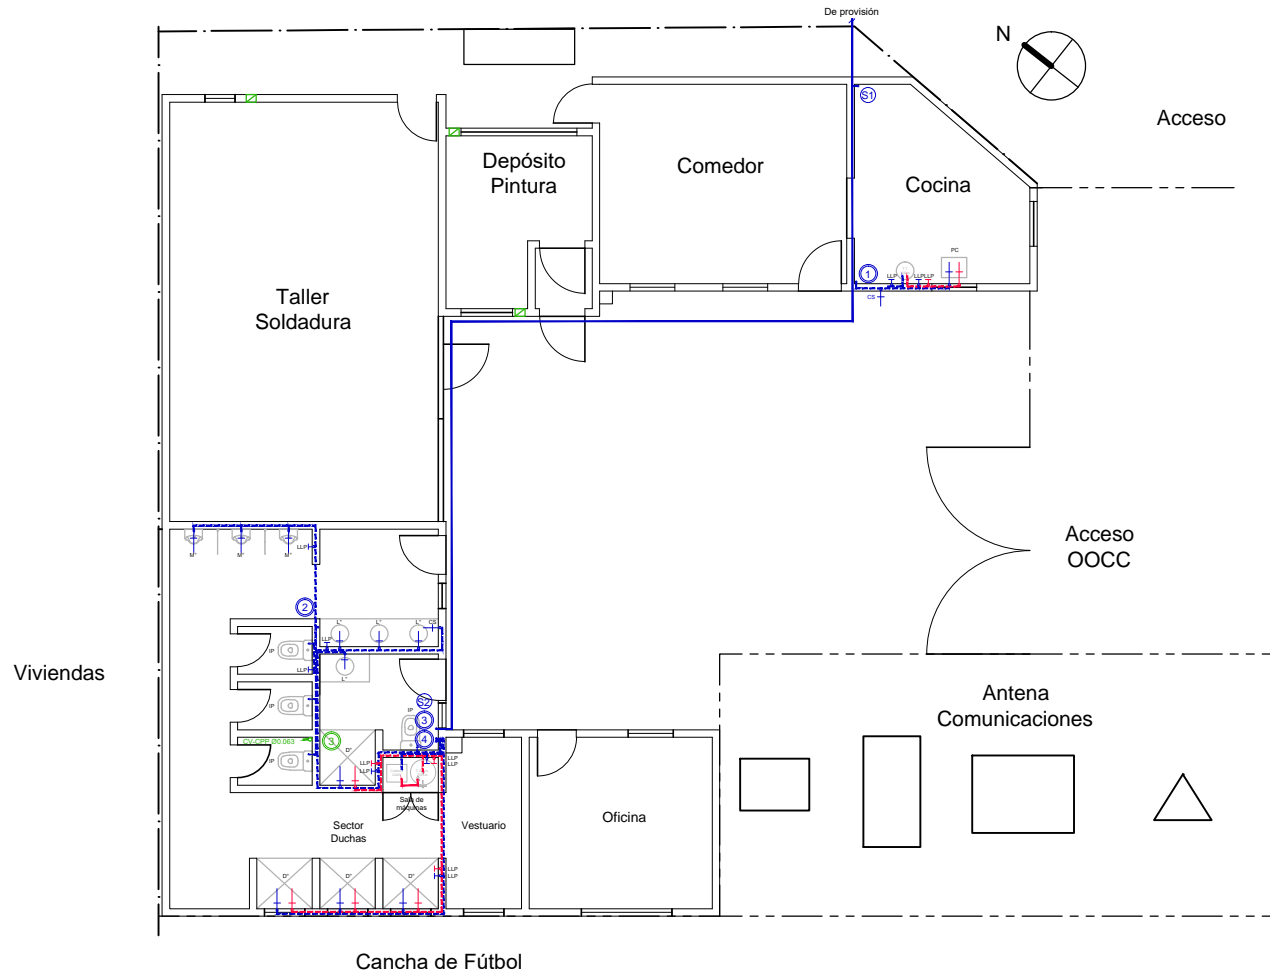 De provisión
N
S1
Acceso
Depósito
Pintura
Comedor
Cocina
PC
1
LLP
LLP
LLP
CS
Taller
Soldadura
Acceso
OOCC
M°
M°
M°
LLP
2
L°
L°
L°
CS
LLP
IP
LLP
L°
Viviendas
Antena
Comunicaciones
S2
IP
IP
3
4
CV-CPP Ø0.063
3
D°
IP
LLP
LLP
LLP
LLP
Sala de
máquinas
Sector
Duchas
Vestuario
Oficina
D°
D°
D°
LLP
LLP
Cancha de Fútbol